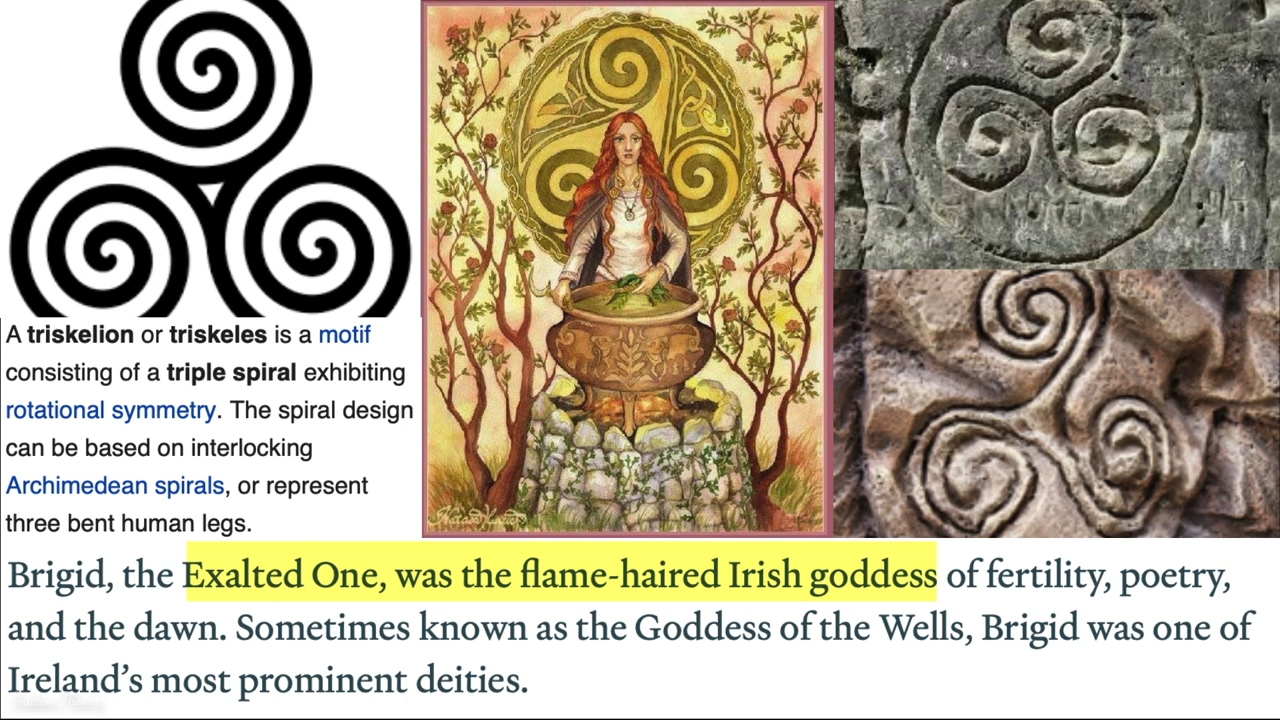 A triskelion or triskeles is a motif
consisting of a triple spiral exhibiting
rotational symmetry. The spiral design
can be based on interlocking
Archimedean spirals, or represent
three bent human legs.
Brigid, the Exalted One, was the flame-haired Irish goddess of fertility, poetry,
and the dawn. Sometimes known as the Goddess of the Wells, Brigid was one of
Ireland’s most prominent deities.